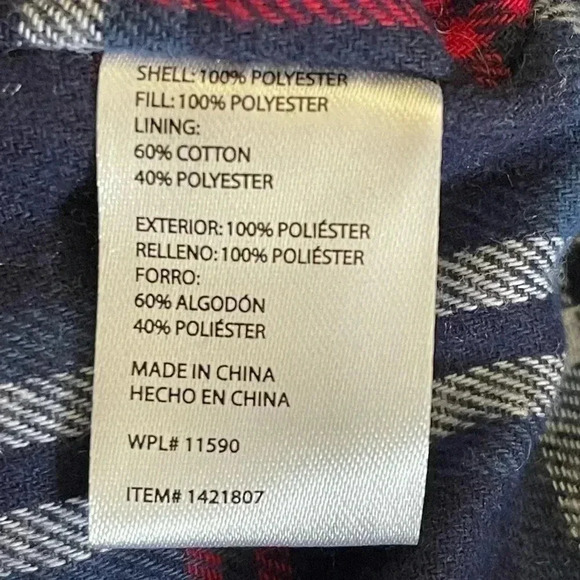 SHELL: 100% POLYESTER
FILL: 100% POLYESTER
LINING:
60% COTTON
40% POLYESTER
EXTERIOR: 100% POLIÉSTER
RELLENO: 100% POLIÉSTER
FORRO:
60% ALGODÓN
40% POLIÉSTER
MADE IN CHINA
HECHO EN CHINA
WPL# 11590
ITEM# 1421807